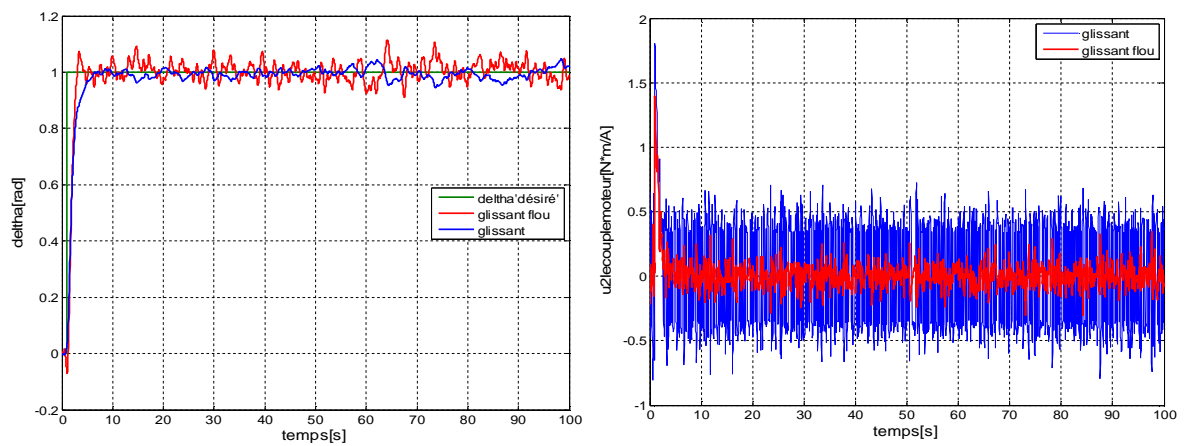 1.2
1
0.8
0.6
0.4
0.2
0
-0.2
0 10 20 30 40 50 60 70 80 90 100
deltha[rad]
temps[s]
deltha'désiré'
glissant flou
glissant
2
1.5
1
0.5
0
-0.5
-1
0 10 20 30 40 50 60 70 80 90 100
u2lecouplemoteur[N*m/A]
temps[s]
glissant
glissant flou